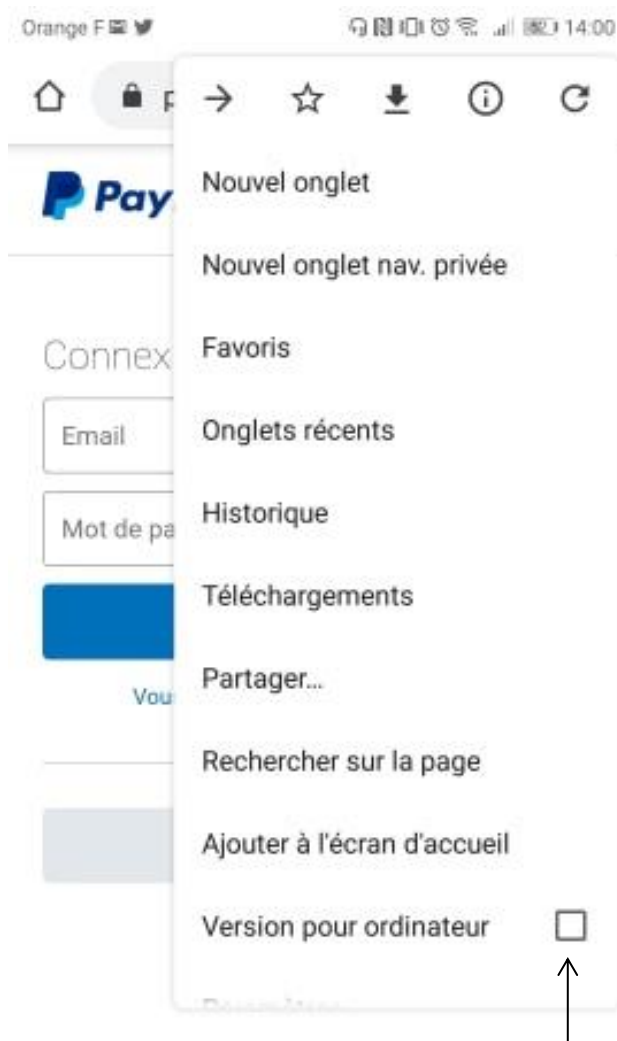 Orange F 14:00
p
Pay
Nouvel onglet
Nouvel onglet nav. privée
Connex
Favoris
Email
Onglets récents
Mot de pa
Historique
Téléchargements
Vou
Partager...
Rechercher sur la page
Ajouter à l'écran d'accueil
Version pour ordinateur